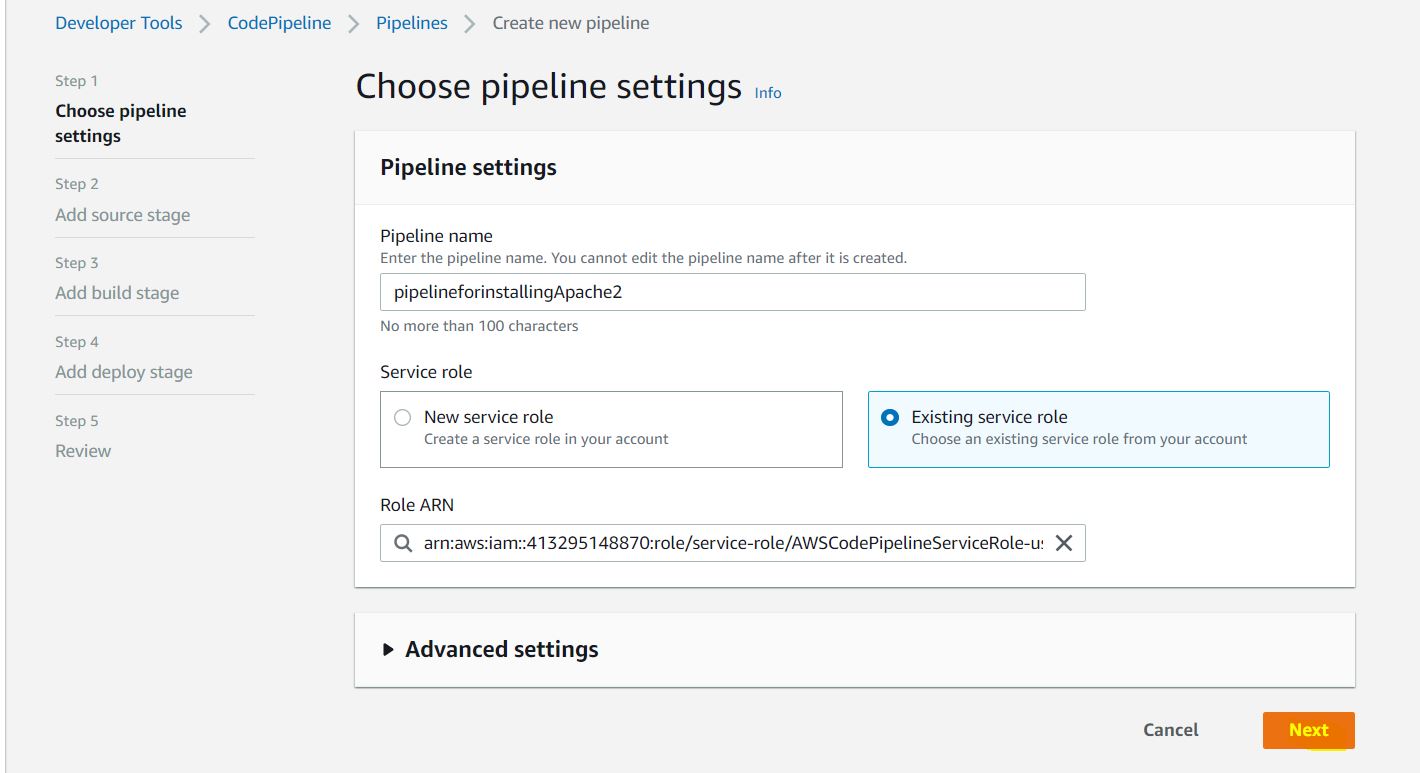 Developer Tools > CodePipeline > Pipelines > Create new pipeline
Step 1
Choose pipeline
settings
Step 2
Add source stage
Step 3
Add build stage
Step 4
Add deploy stage
Step 5
Review
Choose pipeline settings Info
Pipeline settings
Pipeline name
Enter the pipeline name. You cannot edit the pipeline name after it is created.
pipelineforinstallingApache2
No more than 100 characters
Service role
New service role
Create a service role in your account
Existing service role
Choose an existing service role from your account
Role ARN
arn:aws:iam::413295148870:role/service-role/AWSCodePipelineServiceRole-us
Advanced settings
Cancel
Next